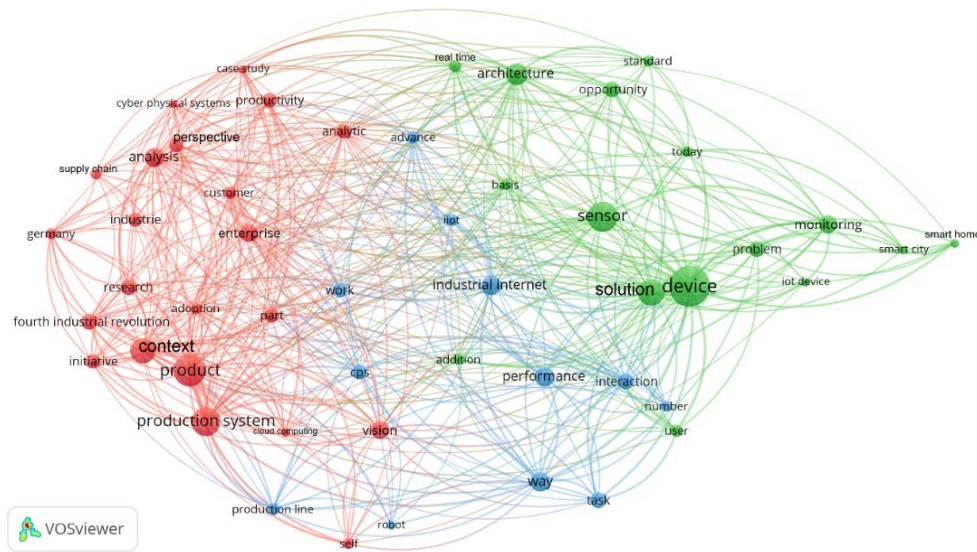 case study
real time
standard
architecture
cyber physical systems
productivity
opportunity
perspective
analytic
advance
analysis
today
supply chain
customer
basis
industrie
iiot
sensor
germany
enterprise
monitoring
smart home
problem
smart city
research
work
industrial internet
solution
device
iot device
fourth industrial revolution
adoption
part
context
initiative
product
cps
addition
performance
interaction
number
production system
cloud computing
vision
user
way
task
production line
robot
self
VOSviewer